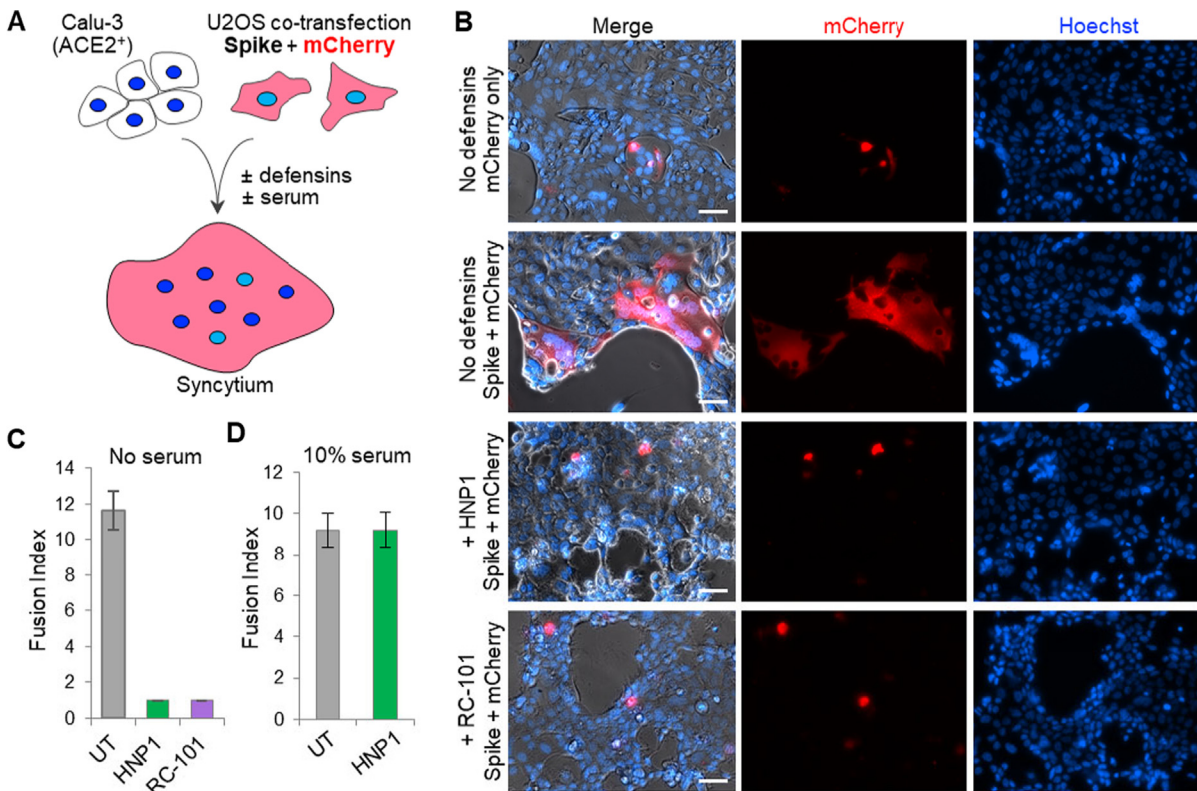 A
Calu-3
(ACE2⁺)
U2OS co-transfection
Spike + mCherry
± defensins
± serum
Syncytium
B
Merge
mCherry
Hoechst
No defensins
mCherry only
No defensins
Spike + mCherry
+ HNP1
Spike + mCherry
+ RC-101
Spike + mCherry
C
No serum
Fusion Index
14
12
10
8
6
4
2
0
UT
HNP1
RC-101
D
10% serum
Fusion Index
14
12
10
8
6
4
2
0
UT
HNP1